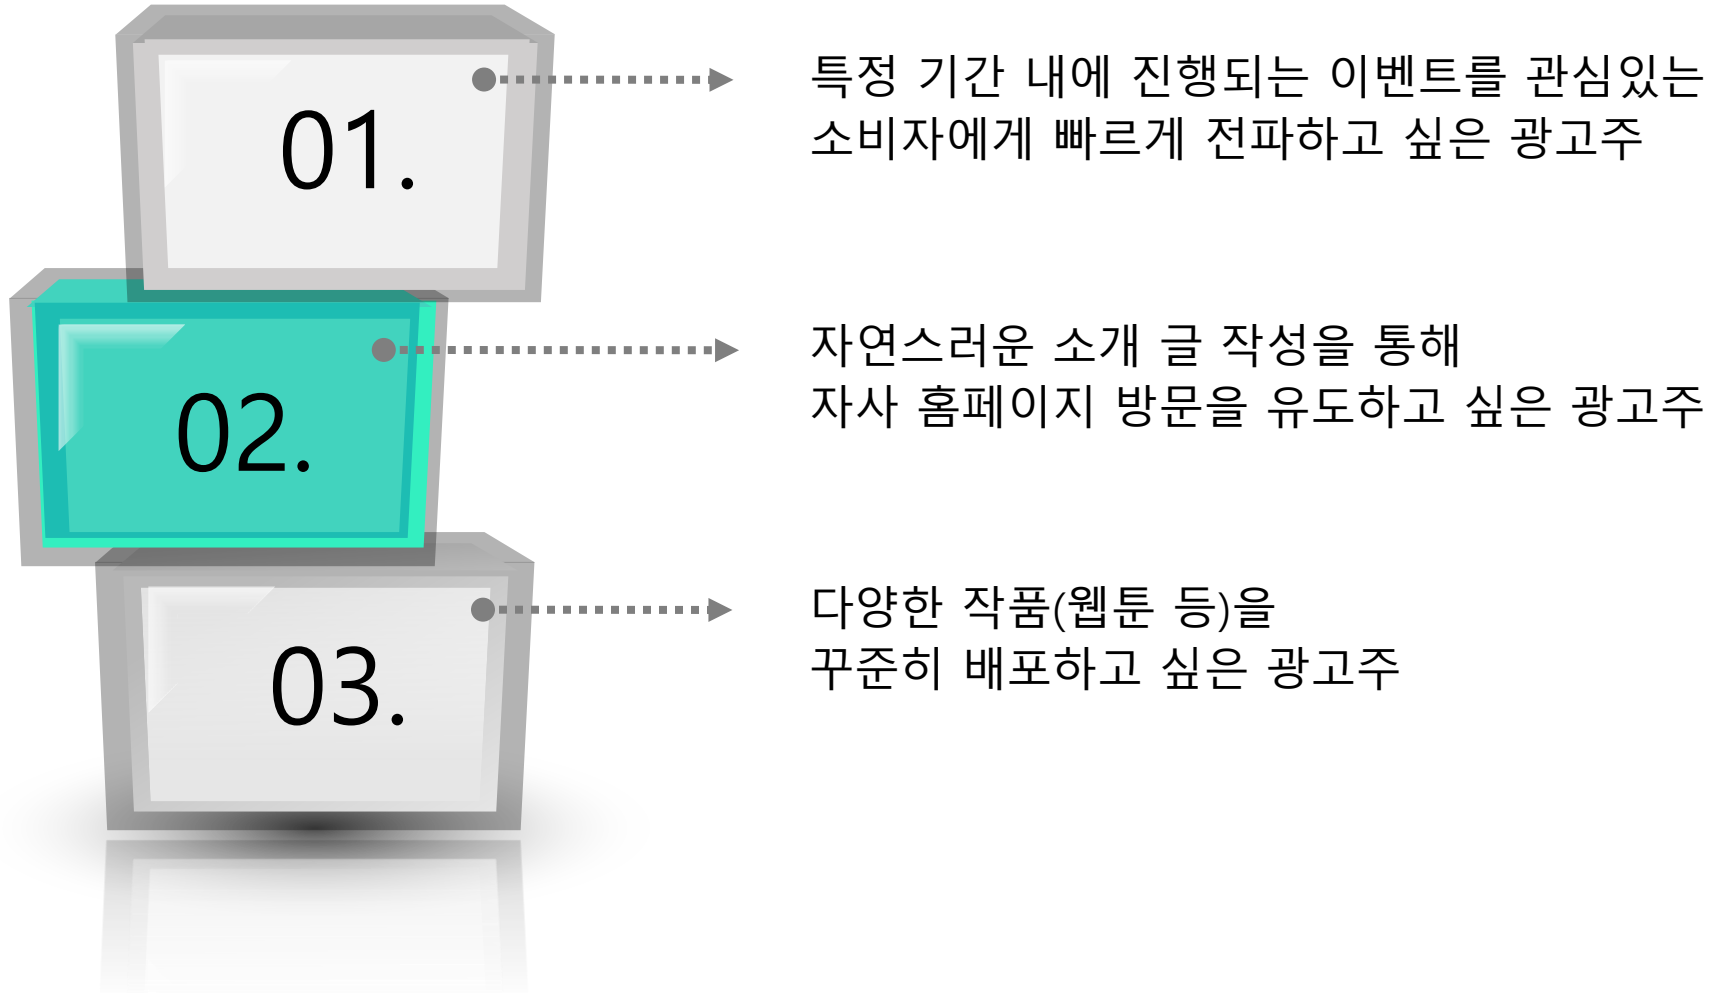 01.
특정 기간 내에 진행되는 이벤트를 관심있는
소비자에게 빠르게 전파하고 싶은 광고주
02.
자연스러운 소개 글 작성을 통해
자사 홈페이지 방문을 유도하고 싶은 광고주
03.
다양한 작품(웹툰 등)을
꾸준히 배포하고 싶은 광고주